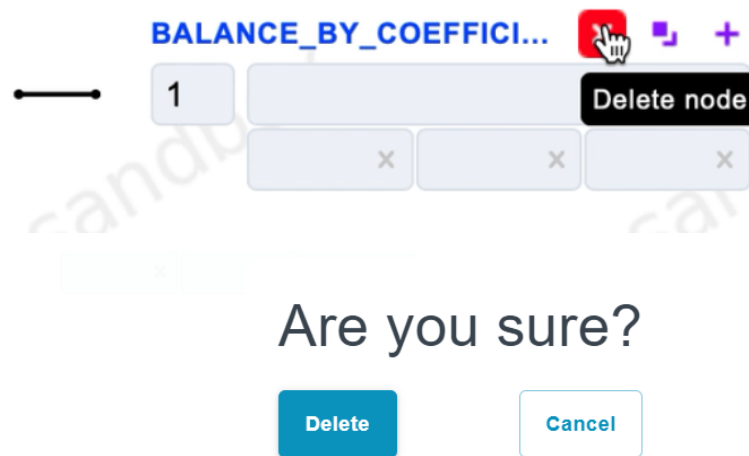 BALANCE_BY_COEFFICI...
1
Delete node
Are you sure?
Delete
Cancel